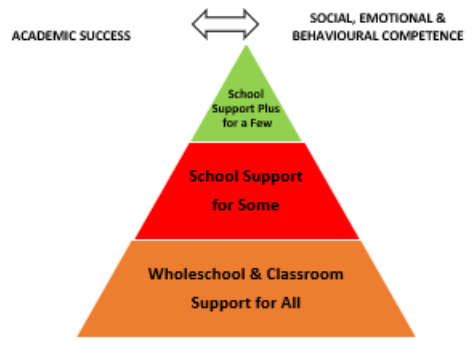 ACADEMIC SUCCESS
SOCIAL, EMOTIONAL &
BEHAVIOURAL COMPETENCE
School
Support Plus
for a Few
School Support
for Some
Wholeschool & Classroom
Support for All